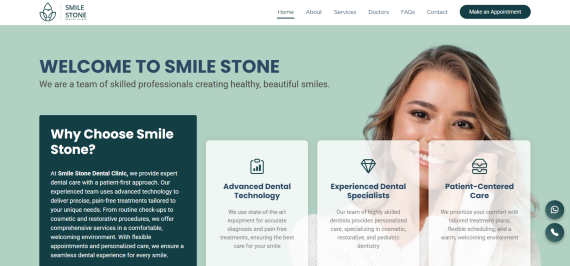 SMILE
STONE
Home
About
Services
Doctors
FAQs
Contact
Make an Appointment
WELCOME TO SMILE STONE
We are a team of skilled professionals creating healthy, beautiful smiles.
Why Choose Smile
Stone?
At Smile Stone Dental Clinic, we provide expert
dental care with a patient-first approach. Our
experienced team uses advanced technology to
deliver precise, pain-free treatments tailored to
your unique needs. From routine check-ups to
cosmetic and restorative procedures, we offer
comprehensive services in a comfortable,
welcoming environment. With flexible
appointments and personalized care, we ensure a
seamless dental experience for every smile.
Advanced Dental
Technology
We use state-of-the-art
equipment for accurate
diagnosis and pain-free
treatments, ensuring the best
care for your smile
Experienced Dental
Specialists
Our team of highly skilled
dentists provides personalized
care, specializing in cosmetic,
restorative, and pediatric
dentistry
Patient-Centered
Care
We prioritize your comfort with
tailored treatment plans,
flexible scheduling, and a
warm, welcoming environment